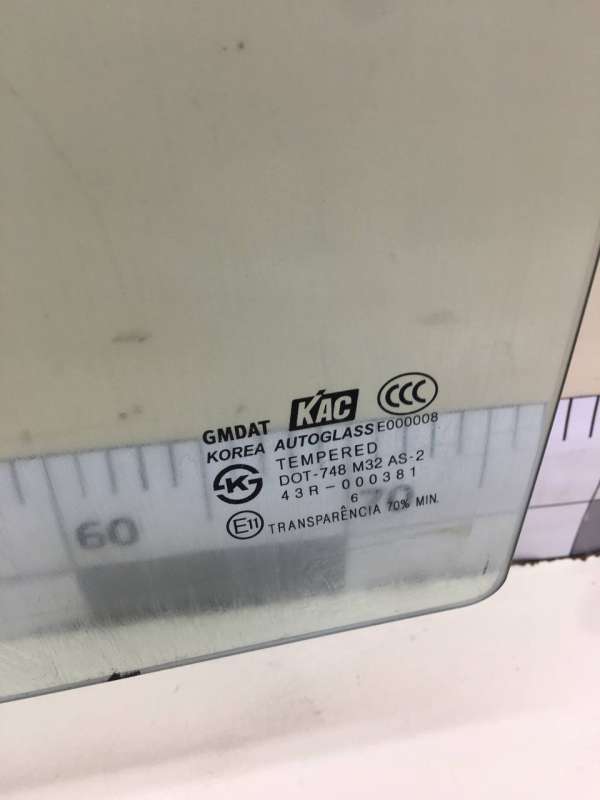 GMDAT KAC CCC
KOREA AUTOGLASS E000008
TEMPERED
DOT-748 M32 AS-2
43R-000381
6
E11 TRANSPARÊNCIA 70% MIN.
60 70